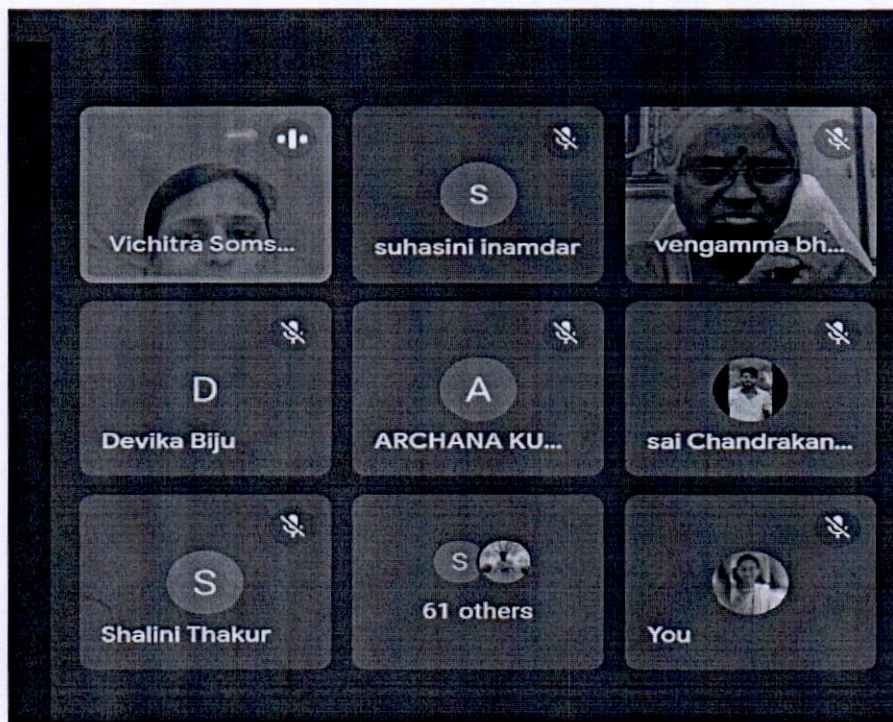 Vichitra Soms...
S
suhasini inamdar
vengamma bh...
D
Devika Biju
A
ARCHANA KU...
sai Chandrakan...
S
Shalini Thakur
S
61 others
You